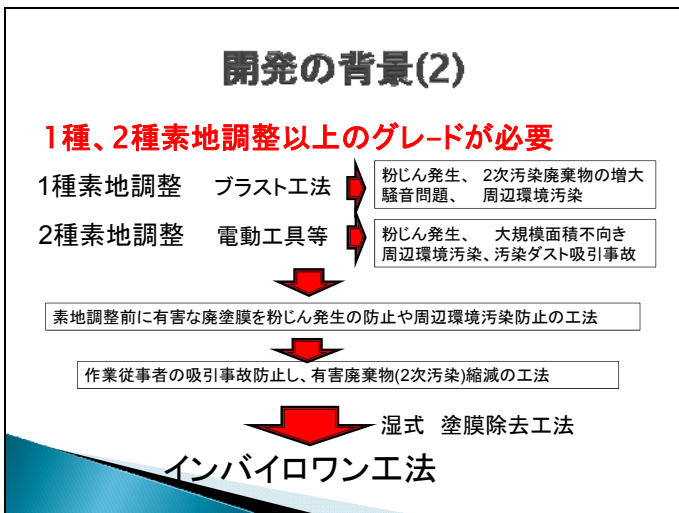 開発の背景(2)
1種、2種素地調整以上のグレ−ドが必要
1種素地調整 ブラスト工法 粉じん発生、 2次汚染廃棄物の増大
騒音問題、 周辺環境汚染
2種素地調整 電動工具等 粉じん発生、 大規模面積不向き
周辺環境汚染、汚染ダスト吸引事故
素地調整前に有害な廃塗膜を粉じん発生の防止や周辺環境汚染防止の工法
作業従事者の吸引事故防止し、有害廃棄物(2次汚染)縮減の工法
湿式 塗膜除去工法
インバイロワン工法